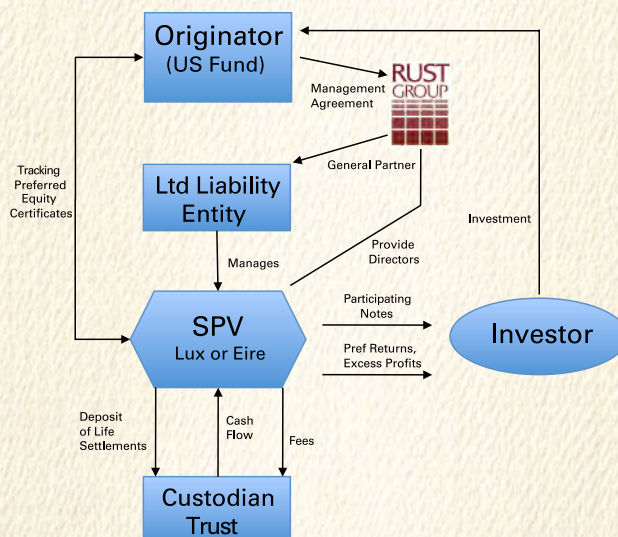 Originator
(US Fund)
Management
Agreement
RUST
GROUP
General Partner
Tracking
Preferred
Equity
Certificates
Ltd Liability
Entity
Investment
Manages
Provide
Directors
SPV
Lux or Eire
Participating
Notes
Pref Returns,
Excess Profits
Investor
Deposit
of Life
Settlements
Cash
Flow
Fees
Custodian
Trust